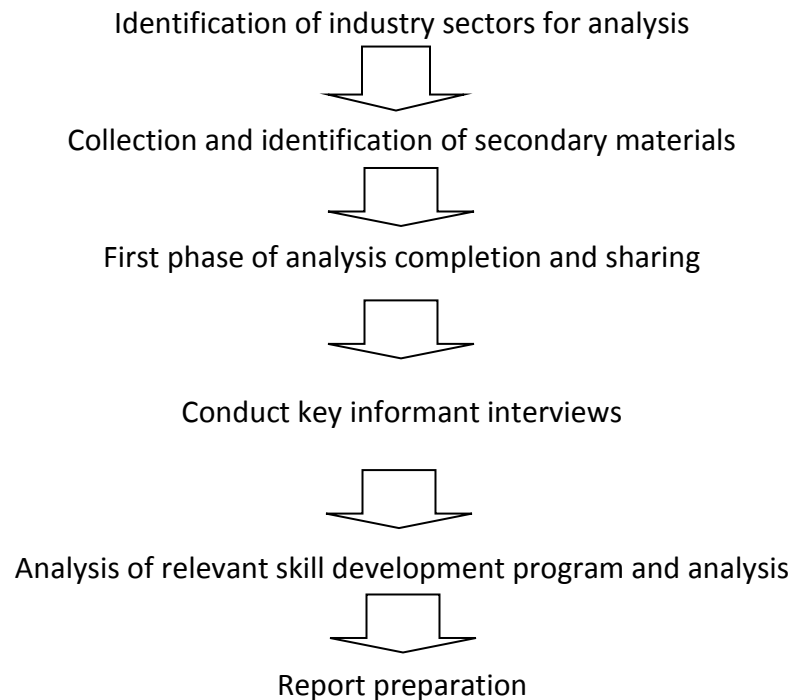 Identification of industry sectors for analysis
Collection and identification of secondary materials
First phase of analysis completion and sharing
Conduct key informant interviews
Analysis of relevant skill development program and analysis
Report preparation